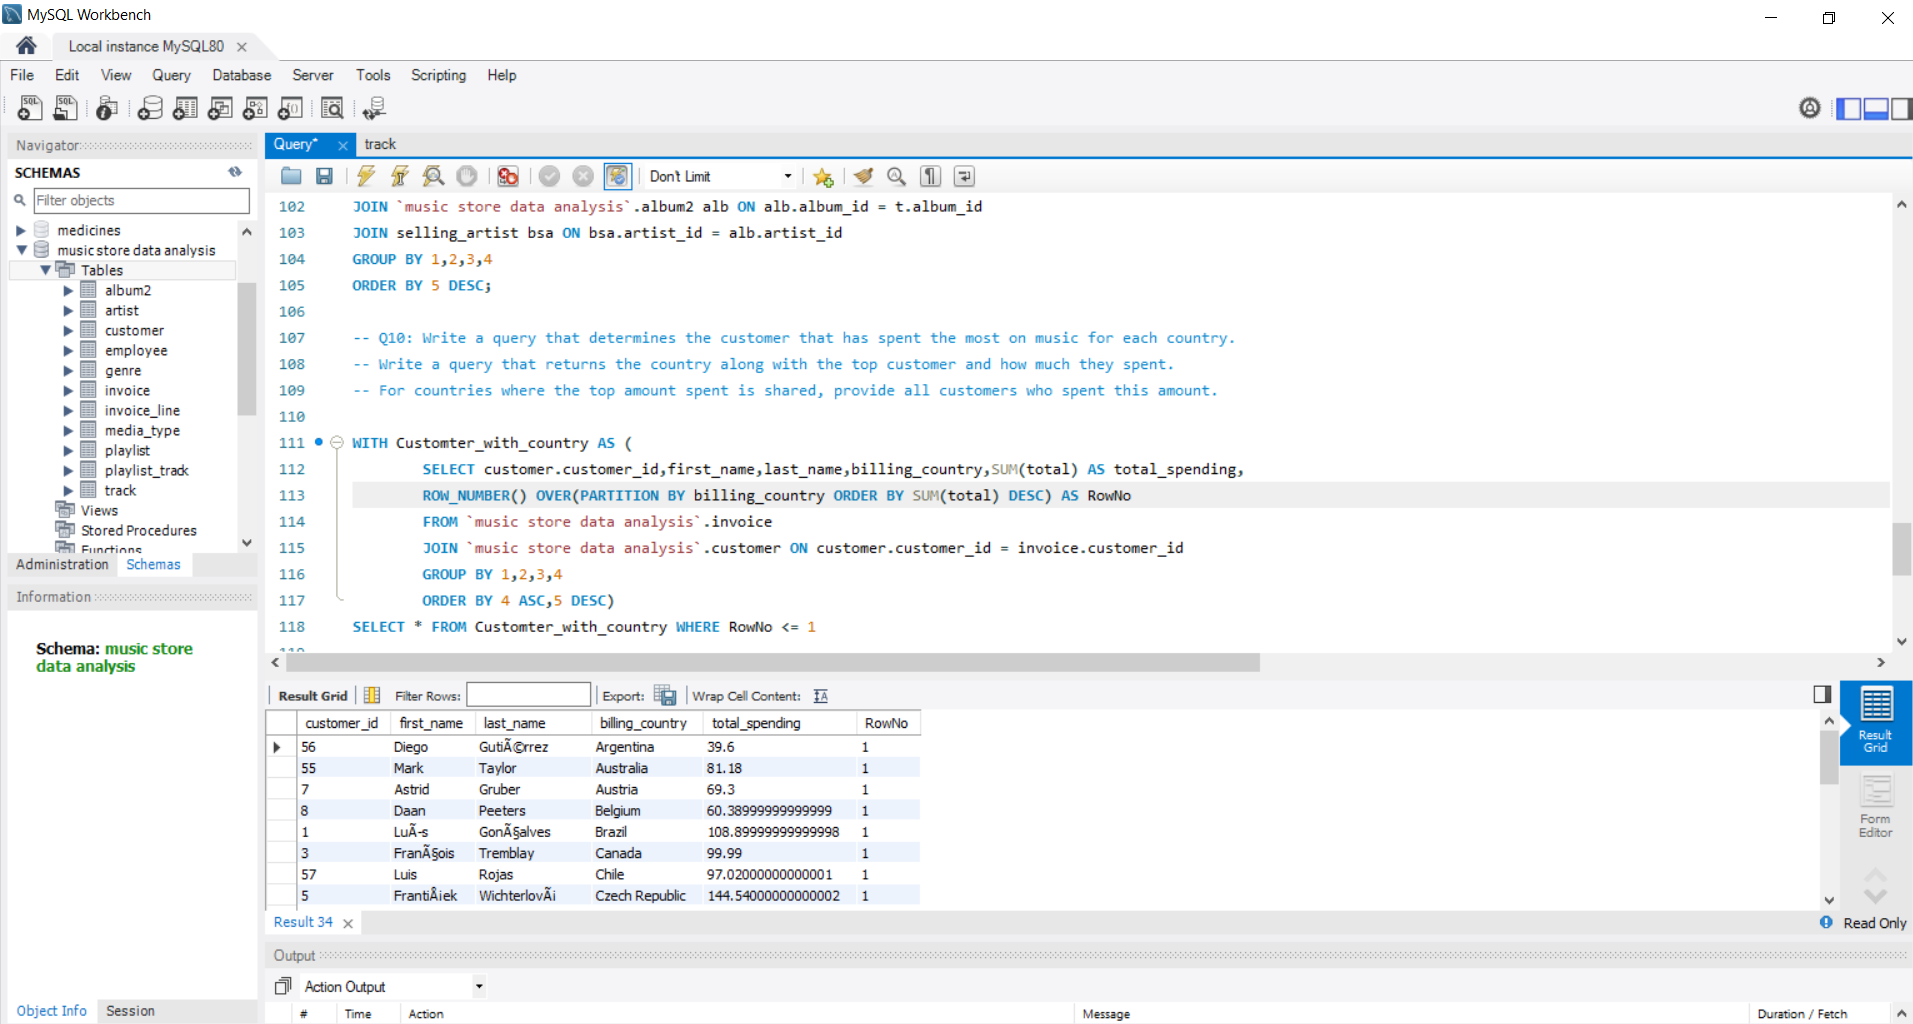 MySQL Workbench
Local instance MySQL80
File Edit View Query Database Server Tools Scripting Help
Navigator
SCHEMAS
Filter objects
medicines
music store data analysis
Tables
album2
artist
customer
employee
genre
invoice
invoice_line
media_type
playlist
playlist_track
track
Views
Stored Procedures
Functions
Administration Schemas
Information
Schema: music store
data analysis
Object Info Session
Query* track
Don't Limit
102 JOIN `music store data analysis`.album2 alb ON alb.album_id = t.album_id
103 JOIN selling_artist bsa ON bsa.artist_id = alb.artist_id
104 GROUP BY 1,2,3,4
105 ORDER BY 5 DESC;
106
107 -- Q10: Write a query that determines the customer that has spent the most on music for each country.
108 -- Write a query that returns the country along with the top customer and how much they spent.
109 -- For countries where the top amount spent is shared, provide all customers who spent this amount.
110
111 WITH Customter_with_country AS (
112 SELECT customer.customer_id,first_name,last_name,billing_country,SUM(total) AS total_spending,
113 ROW_NUMBER() OVER(PARTITION BY billing_country ORDER BY SUM(total) DESC) AS RowNo
114 FROM `music store data analysis`.invoice
115 JOIN `music store data analysis`.customer ON customer.customer_id = invoice.customer_id
116 GROUP BY 1,2,3,4
117 ORDER BY 4 ASC,5 DESC)
118 SELECT * FROM Customter_with_country WHERE RowNo <= 1
Result Grid Filter Rows: Export: Wrap Cell Content:
customer_id first_name last_name billing_country total_spending RowNo
56 Diego GutiÃ©rrez Argentina 39.6 1
55 Mark Taylor Australia 81.18 1
7 Astrid Gruber Austria 69.3 1
8 Daan Peeters Belgium 60.38999999999999 1
1 LuÃ-s GonÃ§alves Brazil 108.89999999999998 1
3 FranÃ§ois Tremblay Canada 99.99 1
57 Luis Rojas Chile 97.02000000000001 1
5 FrantiÅiek WichterlovÃi Czech Republic 144.54000000000002 1
Result
Grid
Form
Editor
Result 34
Read Only
Output
Action Output
# Time Action Message Duration / Fetch